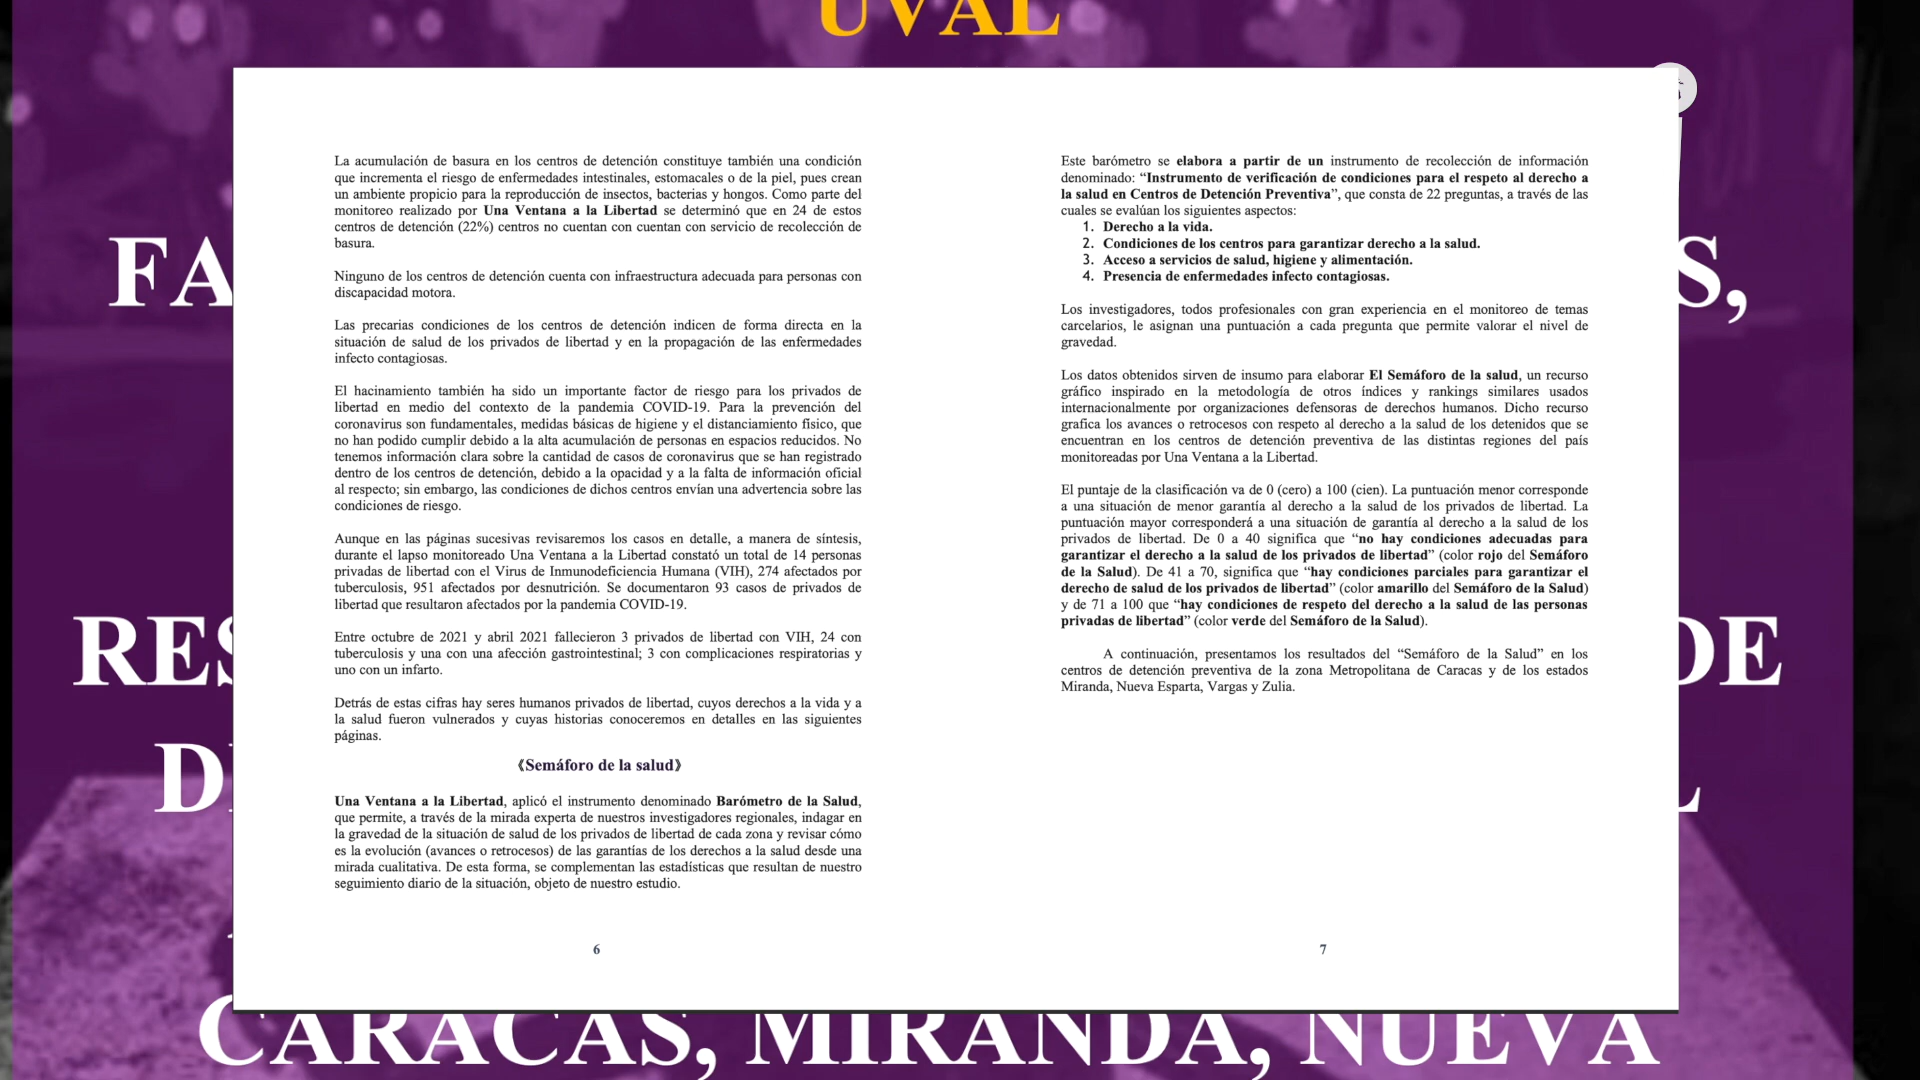 UVAL
FA
S,
RES
DE
D
L
CARACAS, MIRANDA, NUEVA
La acumulación de basura en los centros de detención constituye también una condición
que incrementa el riesgo de enfermedades intestinales, estomacales o de la piel, pues crean
un ambiente propicio para la reproducción de insectos, bacterias y hongos. Como parte del
monitoreo realizado por Una Ventana a la Libertad se determinó que en 24 de estos
centros de detención (22%) centros no cuentan con cuentan con servicio de recolección de
basura.
Ninguno de los centros de detención cuenta con infraestructura adecuada para personas con
discapacidad motora.
Las precarias condiciones de los centros de detención indicen de forma directa en la
situación de salud de los privados de libertad y en la propagación de las enfermedades
infecto contagiosas.
El hacinamiento también ha sido un importante factor de riesgo para los privados de
libertad en medio del contexto de la pandemia COVID-19. Para la prevención del
coronavirus son fundamentales, medidas básicas de higiene y el distanciamiento físico, que
no han podido cumplir debido a la alta acumulación de personas en espacios reducidos. No
tenemos información clara sobre la cantidad de casos de coronavirus que se han registrado
dentro de los centros de detención, debido a la opacidad y a la falta de información oficial
al respecto; sin embargo, las condiciones de dichos centros envían una advertencia sobre las
condiciones de riesgo.
Aunque en las páginas sucesivas revisaremos los casos en detalle, a manera de síntesis,
durante el lapso monitoreado Una Ventana a la Libertad constató un total de 14 personas
privadas de libertad con el Virus de Inmunodeficiencia Humana (VIH), 274 afectados por
tuberculosis, 951 afectados por desnutrición. Se documentaron 93 casos de privados de
libertad que resultaron afectados por la pandemia COVID-19.
Entre octubre de 2021 y abril 2021 fallecieron 3 privados de libertad con VIH, 24 con
tuberculosis y una con una afección gastrointestinal; 3 con complicaciones respiratorias y
uno con un infarto.
Detrás de estas cifras hay seres humanos privados de libertad, cuyos derechos a la vida y a
la salud fueron vulnerados y cuyas historias conoceremos en detalles en las siguientes
páginas.
《Semáforo de la salud》
Una Ventana a la Libertad, aplicó el instrumento denominado Barómetro de la Salud,
que permite, a través de la mirada experta de nuestros investigadores regionales, indagar en
la gravedad de la situación de salud de los privados de libertad de cada zona y revisar cómo
es la evolución (avances o retrocesos) de las garantías de los derechos a la salud desde una
mirada cualitativa. De esta forma, se complementan las estadísticas que resultan de nuestro
seguimiento diario de la situación, objeto de nuestro estudio.
6
Este barómetro se elabora a partir de un instrumento de recolección de información
denominado: “Instrumento de verificación de condiciones para el respeto al derecho a
la salud en Centros de Detención Preventiva”, que consta de 22 preguntas, a través de las
cuales se evalúan los siguientes aspectos:
1. Derecho a la vida.
2. Condiciones de los centros para garantizar derecho a la salud.
3. Acceso a servicios de salud, higiene y alimentación.
4. Presencia de enfermedades infecto contagiosas.
Los investigadores, todos profesionales con gran experiencia en el monitoreo de temas
carcelarios, le asignan una puntuación a cada pregunta que permite valorar el nivel de
gravedad.
Los datos obtenidos sirven de insumo para elaborar El Semáforo de la salud, un recurso
gráfico inspirado en la metodología de otros índices y rankings similares usados
internacionalmente por organizaciones defensoras de derechos humanos. Dicho recurso
grafica los avances o retrocesos con respeto al derecho a la salud de los detenidos que se
encuentran en los centros de detención preventiva de las distintas regiones del país
monitoreadas por Una Ventana a la Libertad.
El puntaje de la clasificación va de 0 (cero) a 100 (cien). La puntuación menor corresponde
a una situación de menor garantía al derecho a la salud de los privados de libertad. La
puntuación mayor corresponderá a una situación de garantía al derecho a la salud de los
privados de libertad. De 0 a 40 significa que “no hay condiciones adecuadas para
garantizar el derecho a la salud de los privados de libertad” (color rojo del Semáforo
de la Salud). De 41 a 70, significa que “hay condiciones parciales para garantizar el
derecho de salud de los privados de libertad” (color amarillo del Semáforo de la Salud)
y de 71 a 100 que “hay condiciones de respeto del derecho a la salud de las personas
privadas de libertad” (color verde del Semáforo de la Salud).
A continuación, presentamos los resultados del “Semáforo de la Salud” en los
centros de detención preventiva de la zona Metropolitana de Caracas y de los estados
Miranda, Nueva Esparta, Vargas y Zulia.
7